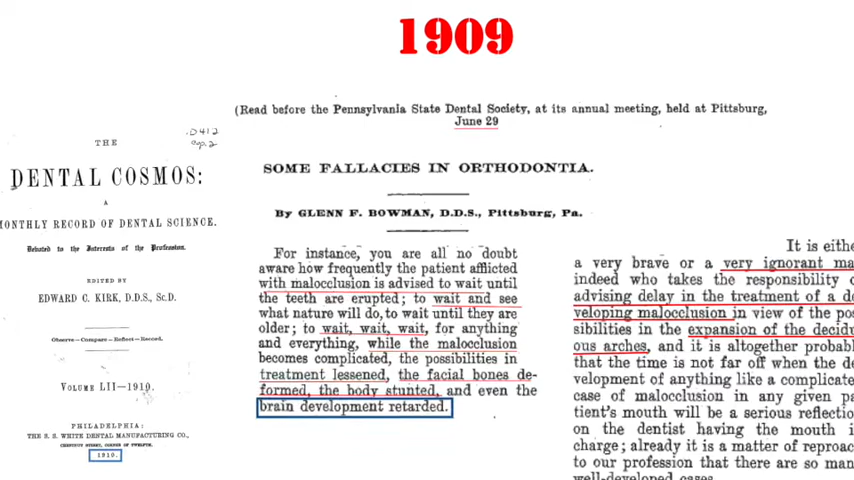 1909
(Read before the Pennsylvania State Dental Society, at its annual meeting, held at Pittsburg,
June 29
.D412
cop.2
THE
DENTAL COSMOS:
A
MONTHLY RECORD OF DENTAL SCIENCE.
Debated to the Interests of the Profession.
EDITED BY
EDWARD C. KIRK, D.D.S., Sc.D.
Observe—Compare—Reflect—Record.
VOLUME LII—1910.
PHILADELPHIA:
THE S. S. WHITE DENTAL MANUFACTURING CO.,
CHESTNUT STREET, CORNER OF TWELFTH.
1910.
SOME FALLACIES IN ORTHODONTIA.
By GLENN F. BOWMAN, D.D.S., Pittsburg, Pa.
For instance, you are all no doubt
aware how frequently the patient afflicted
with malocclusion is advised to wait until
the teeth are erupted; to wait and see
what nature will do, to wait until they are
older; to wait, wait, wait, for anything
and everything, while the malocclusion
becomes complicated, the possibilities in
treatment lessened, the facial bones de-
formed, the body stunted, and even the
brain development retarded.
It is eithe
a very brave or a very ignorant ma
indeed who takes the responsibility o
advising delay in the treatment of a de
veloping malocclusion in view of the pos
sibilities in the expansion of the decidu
ous arches, and it is altogether probabl
that the time is not far off when the de
velopment of anything like a complicate
case of malocclusion in any given pa
tient's mouth will be a serious reflectio
on the dentist having the mouth i
charge; already it is a matter of reproac
to our profession that there are so man
well-developed cases